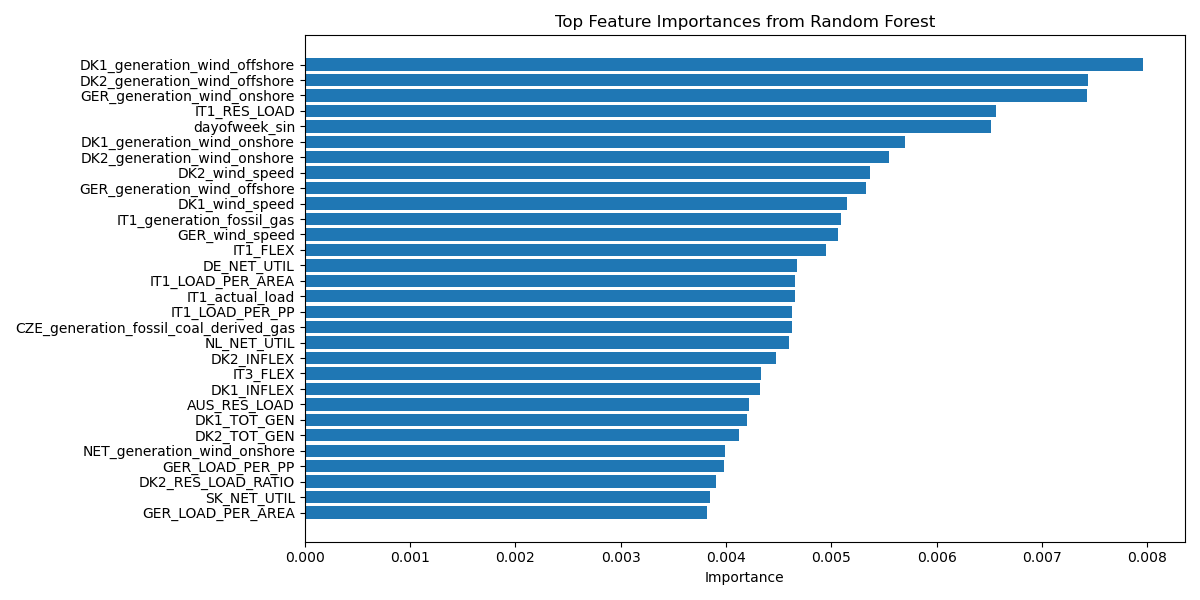 Top Feature Importances from Random Forest
DK1_generation_wind_offshore
DK2_generation_wind_offshore
GER_generation_wind_onshore
IT1_RES_LOAD
dayofweek_sin
DK1_generation_wind_onshore
DK2_generation_wind_onshore
DK2_wind_speed
GER_generation_wind_offshore
DK1_wind_speed
IT1_generation_fossil_gas
GER_wind_speed
IT1_FLEX
DE_NET_UTIL
IT1_LOAD_PER_AREA
IT1_actual_load
IT1_LOAD_PER_PP
CZE_generation_fossil_coal_derived_gas
NL_NET_UTIL
DK2_INFLEX
IT3_FLEX
DK1_INFLEX
AUS_RES_LOAD
DK1_TOT_GEN
DK2_TOT_GEN
NET_generation_wind_onshore
GER_LOAD_PER_PP
DK2_RES_LOAD_RATIO
SK_NET_UTIL
GER_LOAD_PER_AREA
0.000 0.001 0.002 0.003 0.004 0.005 0.006 0.007 0.008
Importance